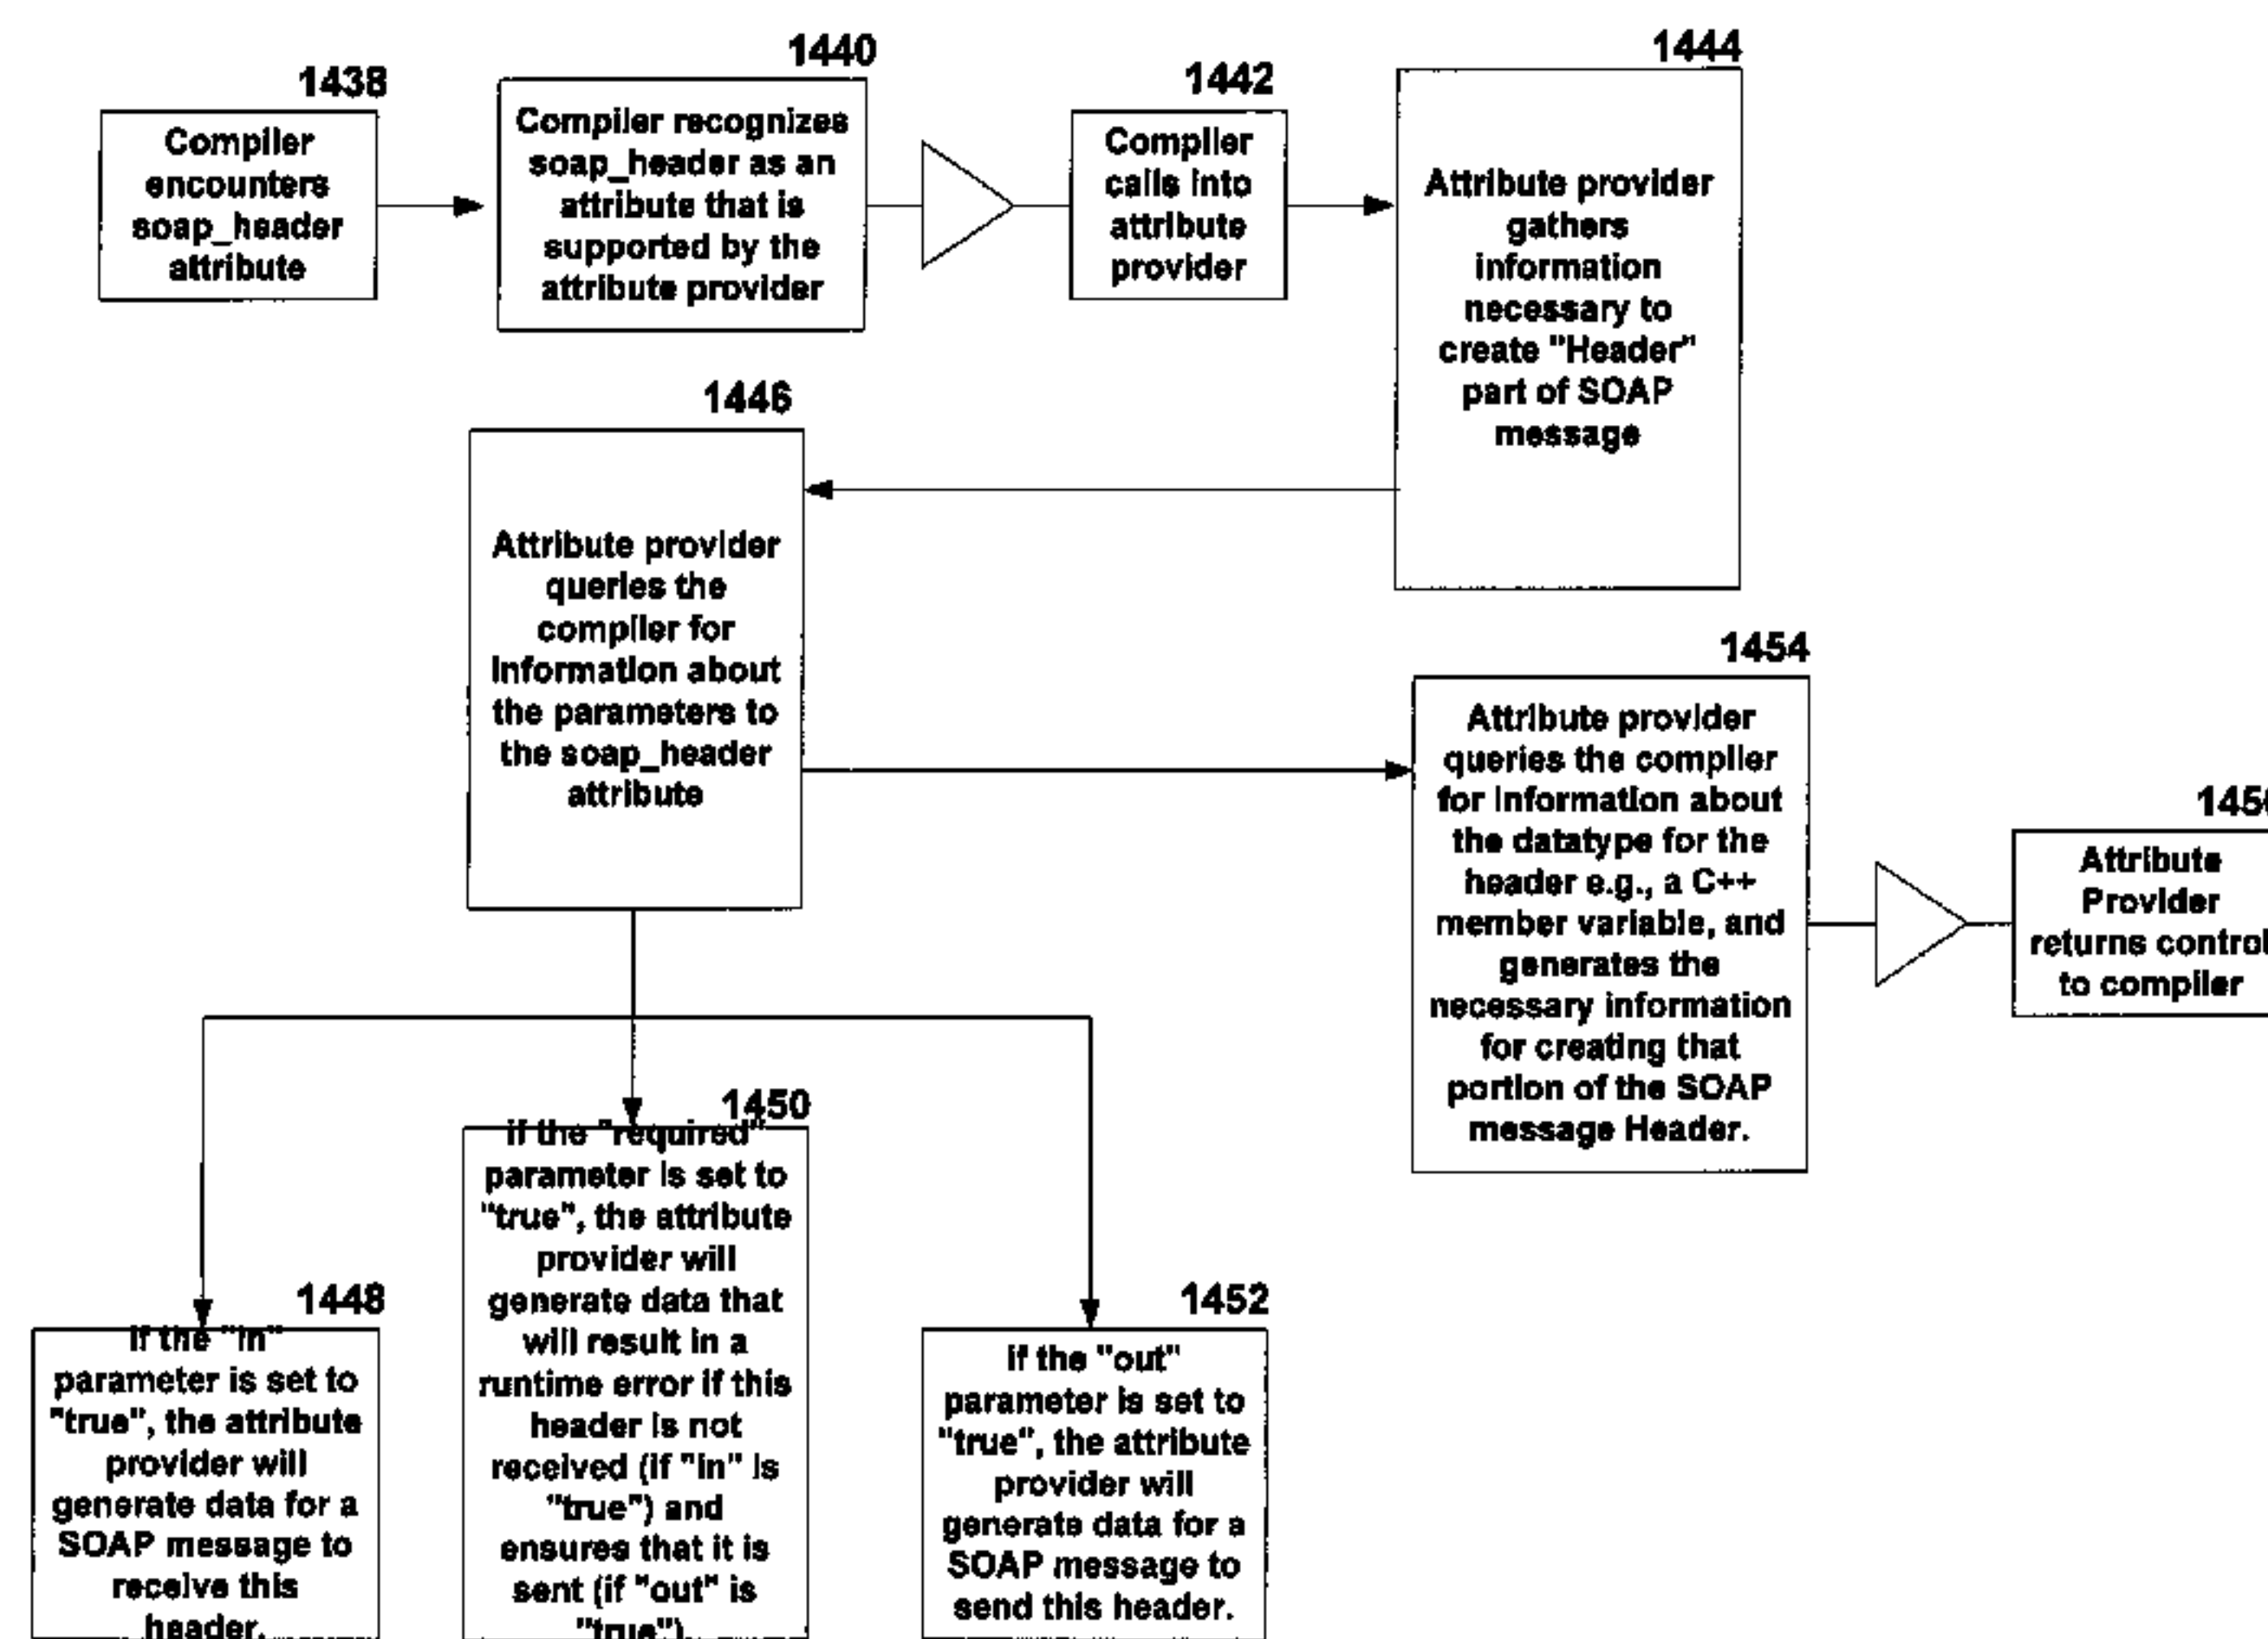 1438
Compiler
encounters
soap_header
attribute
1440
Compiler recognizes
soap_header as an
attribute that is
supported by the
attribute provider
1442
Compiler
calls into
attribute
provider
1444
Attribute provider
gathers
information
necessary to
create "Header"
part of SOAP
message
1446
Attribute provider
queries the
compiler for
information about
the parameters to
the soap_header
attribute
1454
Attribute provider
queries the compiler
for information about
the datatype for the
header e.g., a C++
member variable, and
generates the
necessary information
for creating that
portion of the SOAP
message Header.
Attribute
Provider
returns control
to compiler
1448
if the "in"
parameter is set to
"true", the attribute
provider will
generate data for a
SOAP message to
receive this
header.
1450
if the "required"
parameter is set to
"true", the attribute
provider will
generate data that
will result in a
runtime error if this
header is not
received (if "in" is
"true") and
ensures that it is
sent (if "out" is
"true").
1452
if the "out"
parameter is set to
"true", the attribute
provider will
generate data for a
SOAP message to
send this header.